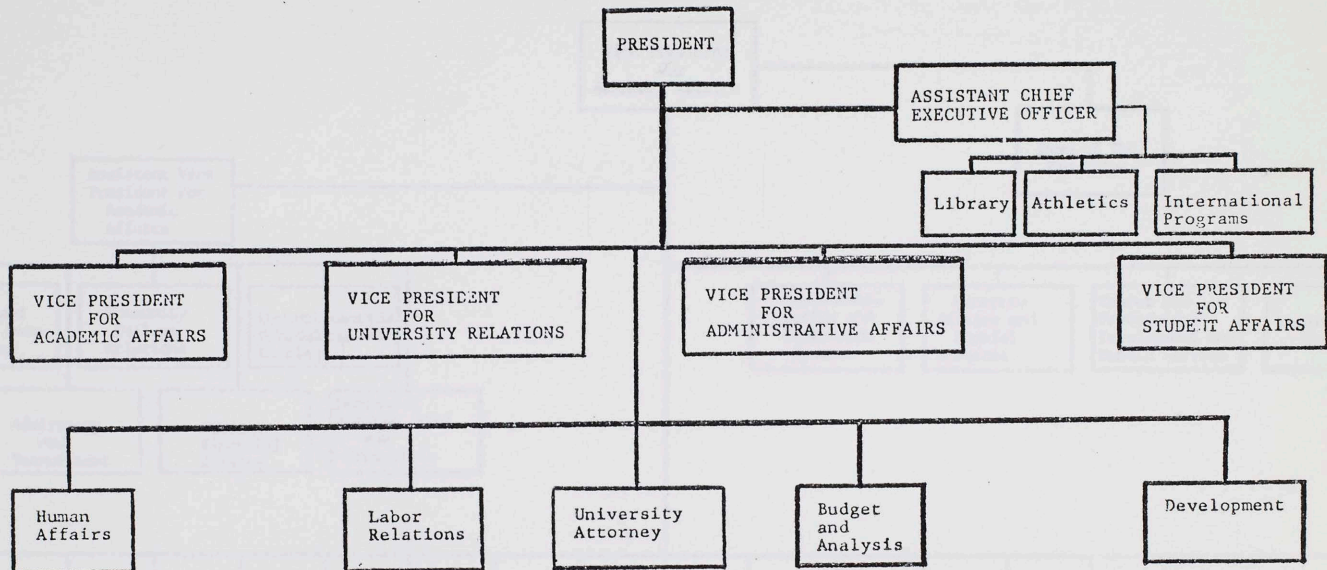 PRESIDENT
ASSISTANT CHIEF
EXECUTIVE OFFICER
Library
Athletics
International
Programs
VICE PRESIDENT
FOR
ACADEMIC AFFAIRS
VICE PRESIDENT
FOR
UNIVERSITY RELATIONS
VICE PRESIDENT
FOR
ADMINISTRATIVE AFFAIRS
VICE PRESIDENT
FOR
STUDENT AFFAIRS
Human
Affairs
Labor
Relations
University
Attorney
Budget
and
Analysis
Development